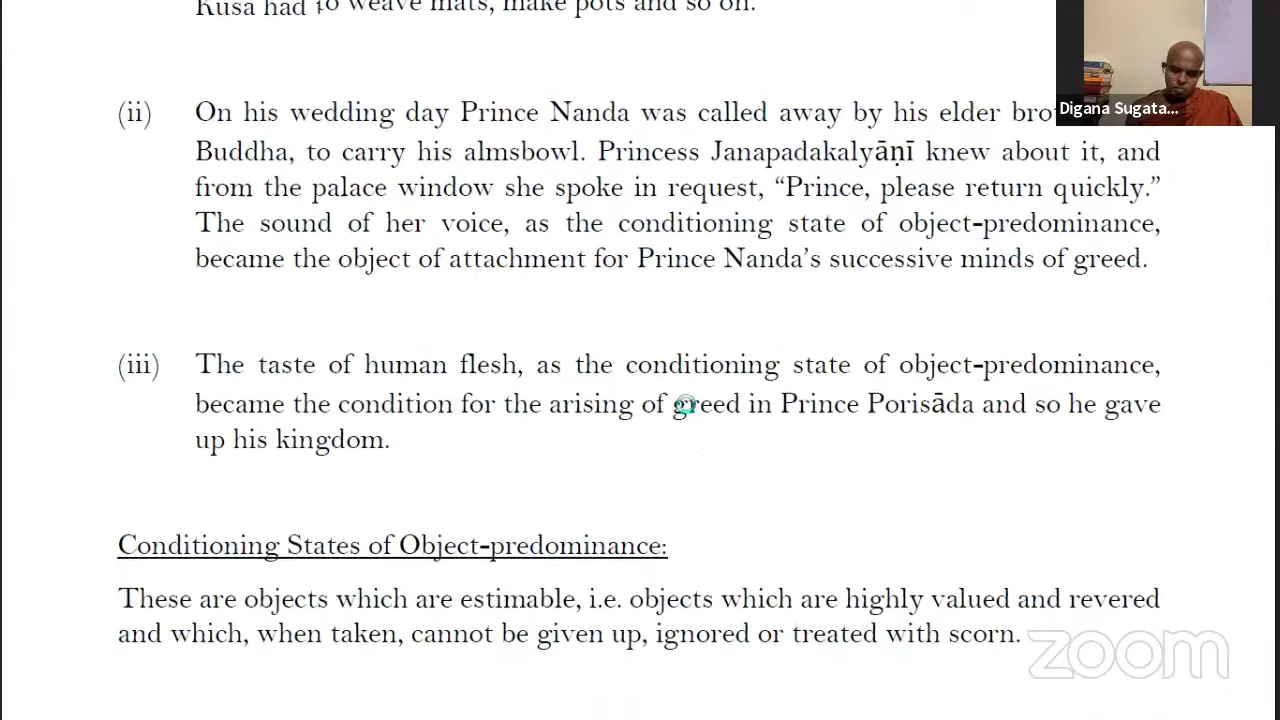 Kusa had to weave mats, make pots and so on.
(ii) On his wedding day Prince Nanda was called away by his elder bro
Buddha, to carry his almsbowl. Princess Janapadakalyāṇī knew about it, and
from the palace window she spoke in request, “Prince, please return quickly.”
The sound of her voice, as the conditioning state of object-predominance,
became the object of attachment for Prince Nanda’s successive minds of greed.
(iii) The taste of human flesh, as the conditioning state of object-predominance,
became the condition for the arising of greed in Prince Porisāda and so he gave
up his kingdom.
Conditioning States of Object-predominance:
These are objects which are estimable, i.e. objects which are highly valued and revered
and which, when taken, cannot be given up, ignored or treated with scorn.
Digana Sugata...
zoom